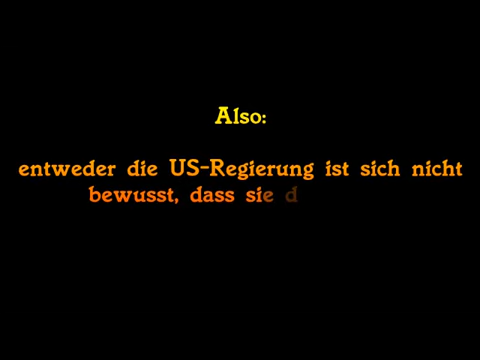 Also:
entweder die US-Regierung ist sich nicht
bewusst, dass sie d